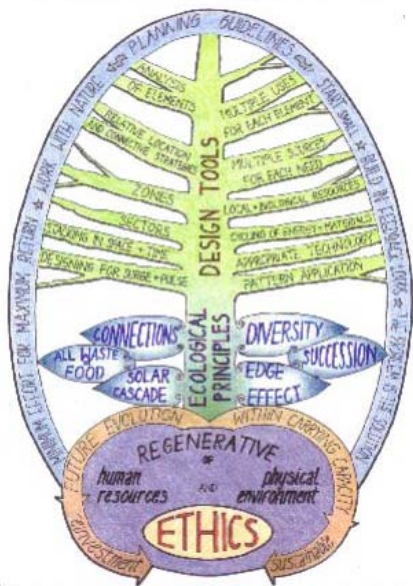 MINIMUM EFFORT FOR MAXIMUM RETURN ★ WORK WITH NATURE ★ PLANNING GUIDELINES ★ START SMALL ★ BUILD IN FEEDBACK LOOPS ★ THE PROBLEM IS THE SOLUTION
DESIGN TOOLS
ANALYSIS
OF ELEMENTS
RELATIVE LOCATION
AND CONNECTIVE STRATEGIES
ZONES
SECTORS
STACKING IN SPACE + TIME
DESIGNING FOR SURGE + PULSE
MULTIPLE USES
FOR EACH ELEMENT
MULTIPLE SOURCES
FOR EACH NEED
LOCAL + BIOLOGICAL RESOURCES
CYCLING OF ENERGY + MATERIALS
APPROPRIATE TECHNOLOGY
PATTERN APPLICATION
ECOLOGICAL
PRINCIPLES
CONNECTIONS
ALL WASTE
FOOD
SOLAR
CASCADE
DIVERSITY
SUCCESSION
EDGE
EFFECT
FUTURE EVOLUTION
WITHIN CARRYING CAPACITY
REGENERATIVE
OF
human
resources
AND
physical
environment
ETHICS
reinvestment
sustainable